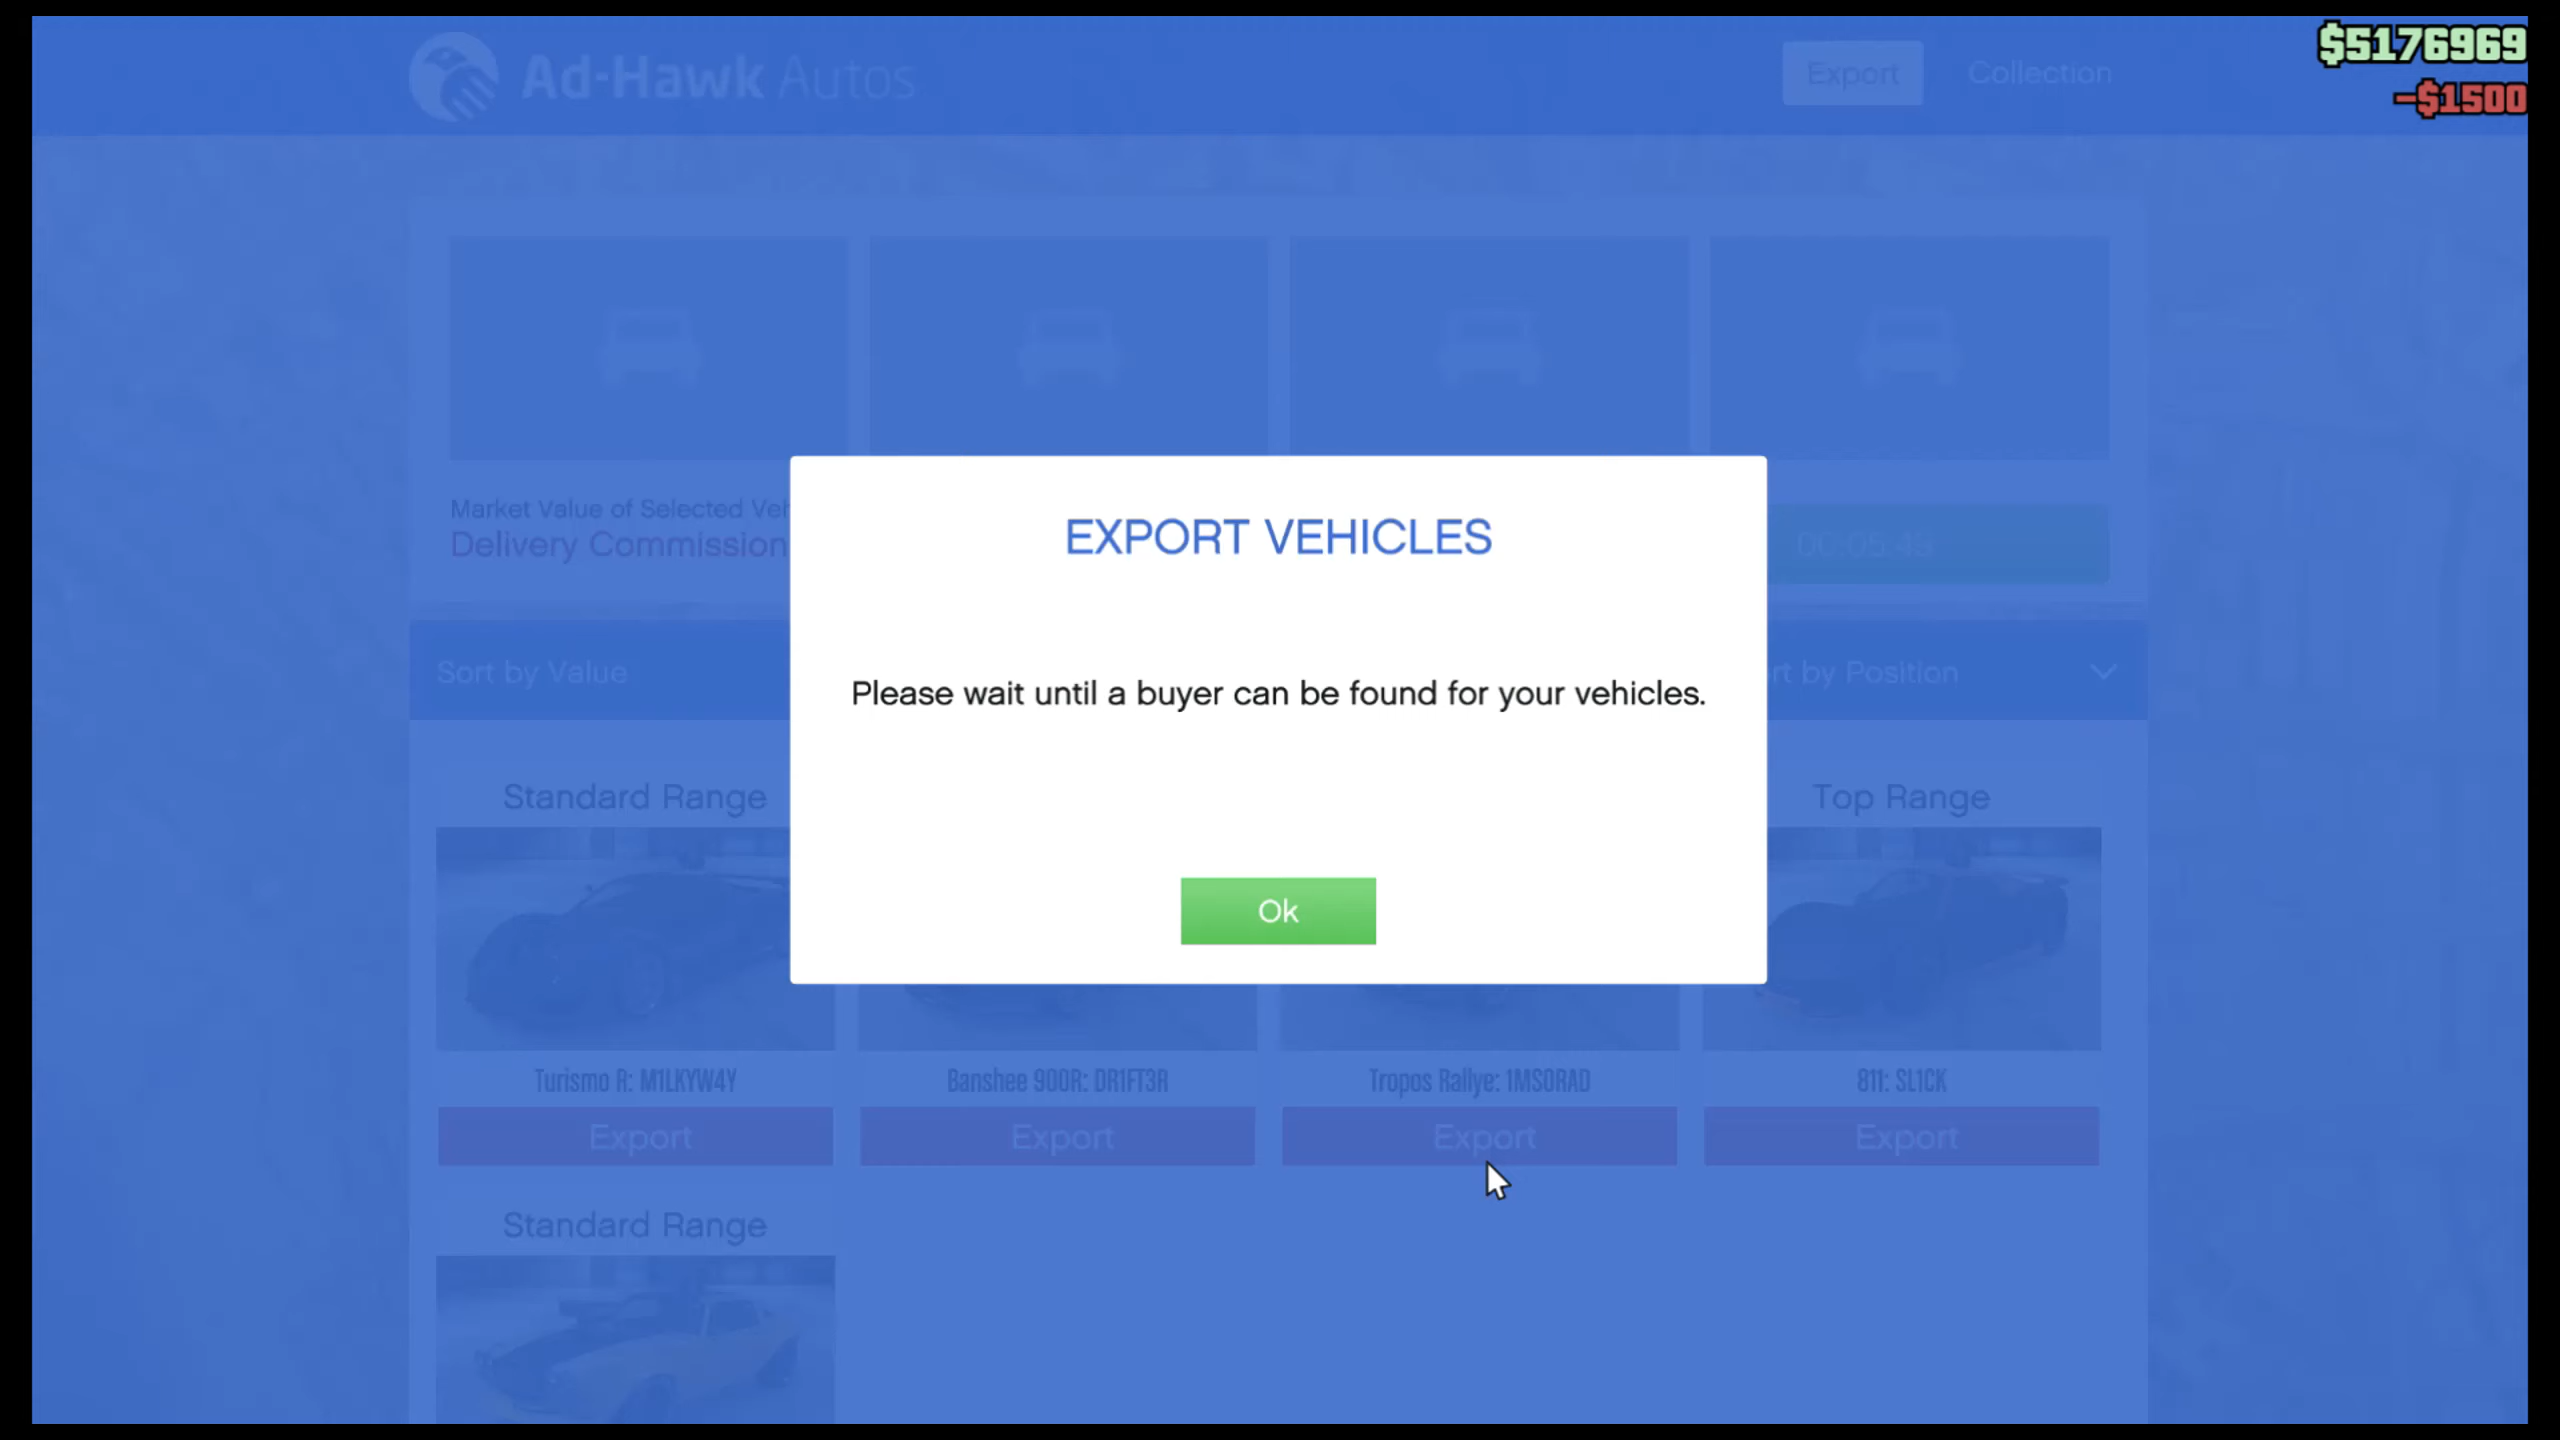 Ad-Hawk Autos
Export
Collection
$5176969
-$1500
Market Value of Selected Veh
Delivery Commission
EXPORT VEHICLES
Please wait until a buyer can be found for your vehicles.
Ok
Sort by Value
rt by Position
Standard Range
Top Range
Turismo R: M1LKYW4Y
Banshee 900R: DR1FT3R
Tropos Rallye: 1MS0RAD
811: SL1CK
Export
Export
Export
Export
Standard Range